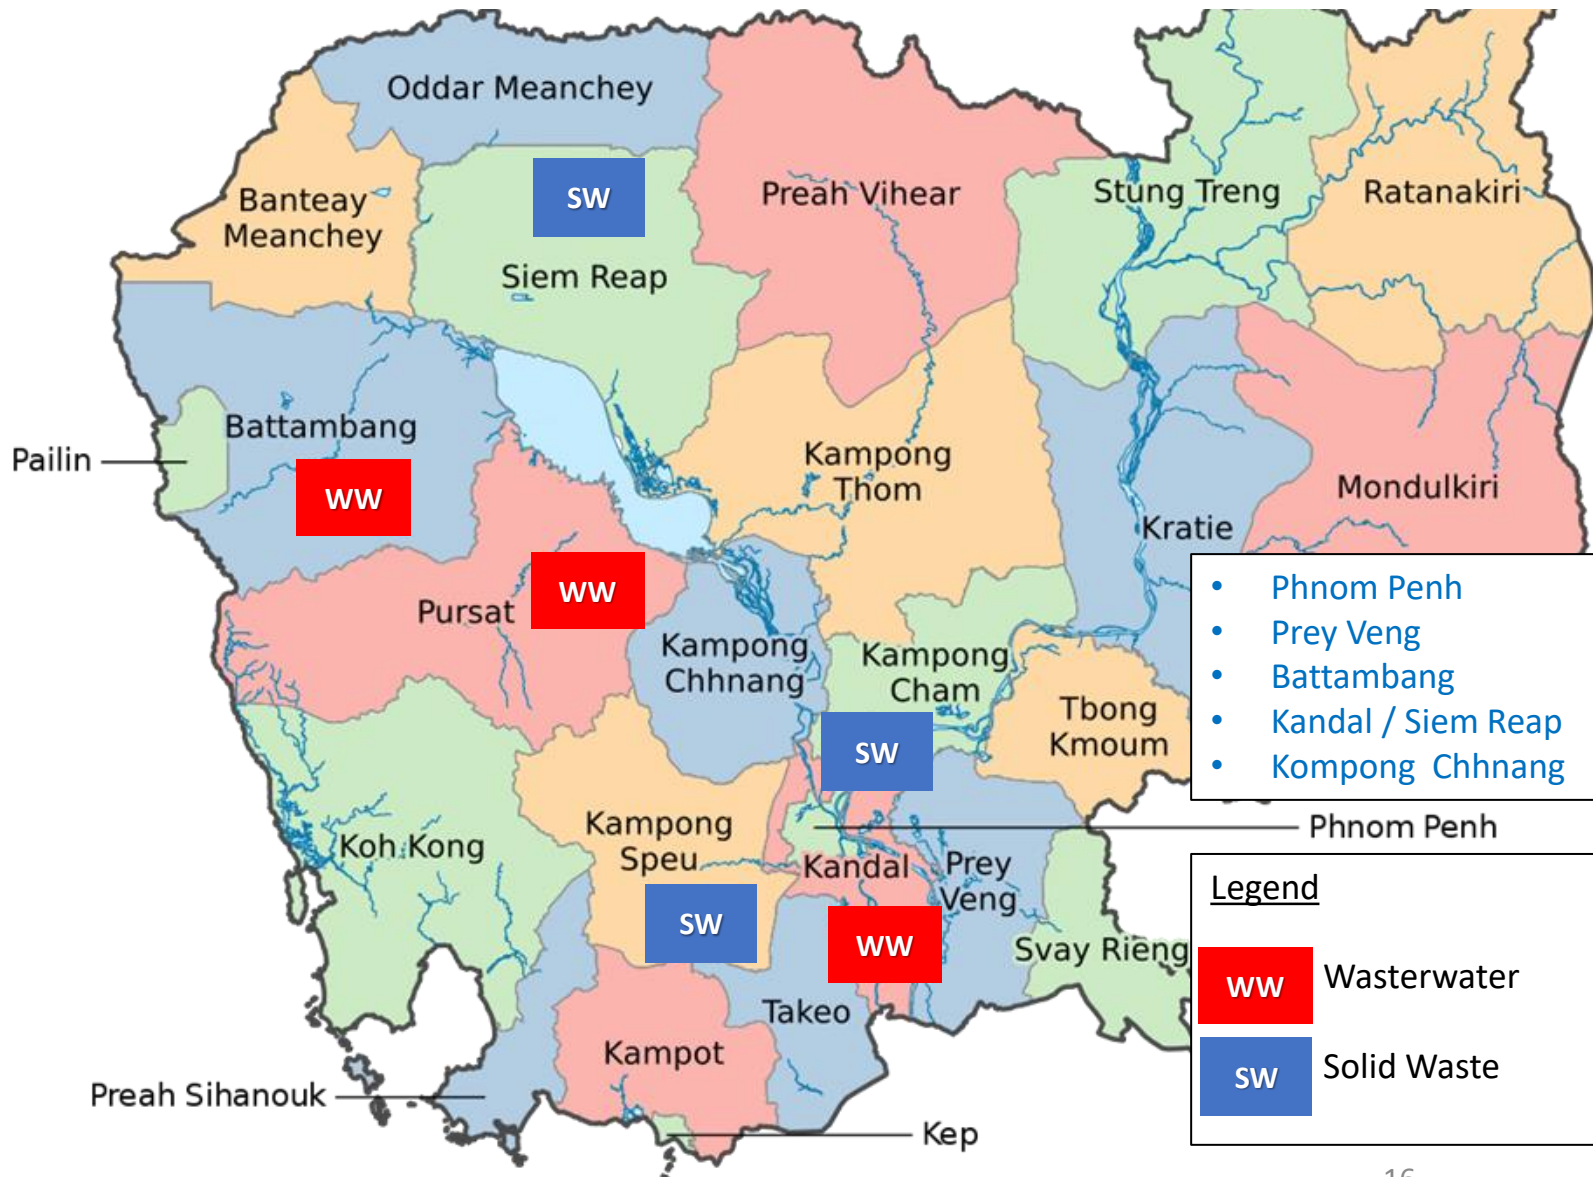 Oddar Meanchey
SW
Banteay
Meanchey
Preah Vihear
Stung Treng
Ratanakiri
Siem Reap
Battambang
Pailin
WW
Kampong
Thom
Mondulkiri
Kratie
WW
Pursat
Kampong
Chhnang
Kampong
Cham
Tbong
Kmoum
SW
• Phnom Penh
• Prey Veng
• Battambang
• Kandal / Siem Reap
• Kompong Chhnang
Phnom Penh
Koh Kong
Kampong
Speu
Kandal
Prey
Veng
SW
WW
Svay Rieng
Takeo
Kampot
Preah Sihanouk
Kep
Legend
WW Wasterwater
SW Solid Waste
16